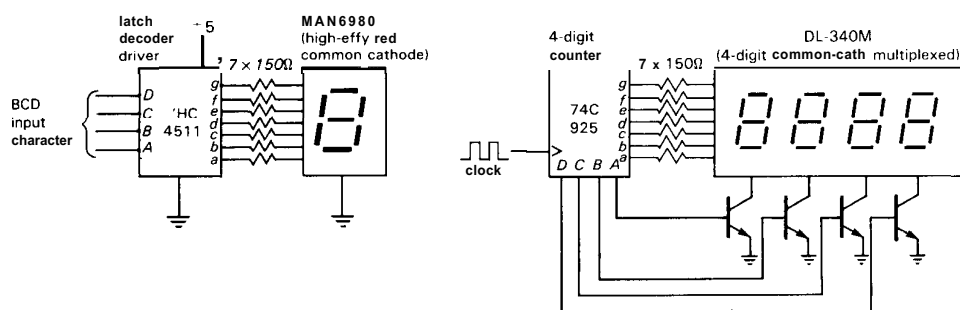 latch
decoder
driver
+5
MAN6980
(high-effy red
common cathode)
7 × 150Ω
BCD
input
character
D
C
B
A
'HC
4511
g
f
e
d
c
b
a
4-digit
counter
7 × 150Ω
DL-340M
(4-digit common-cath multiplexed)
74C
925
g
f
e
d
c
b
a
D C B A
clock